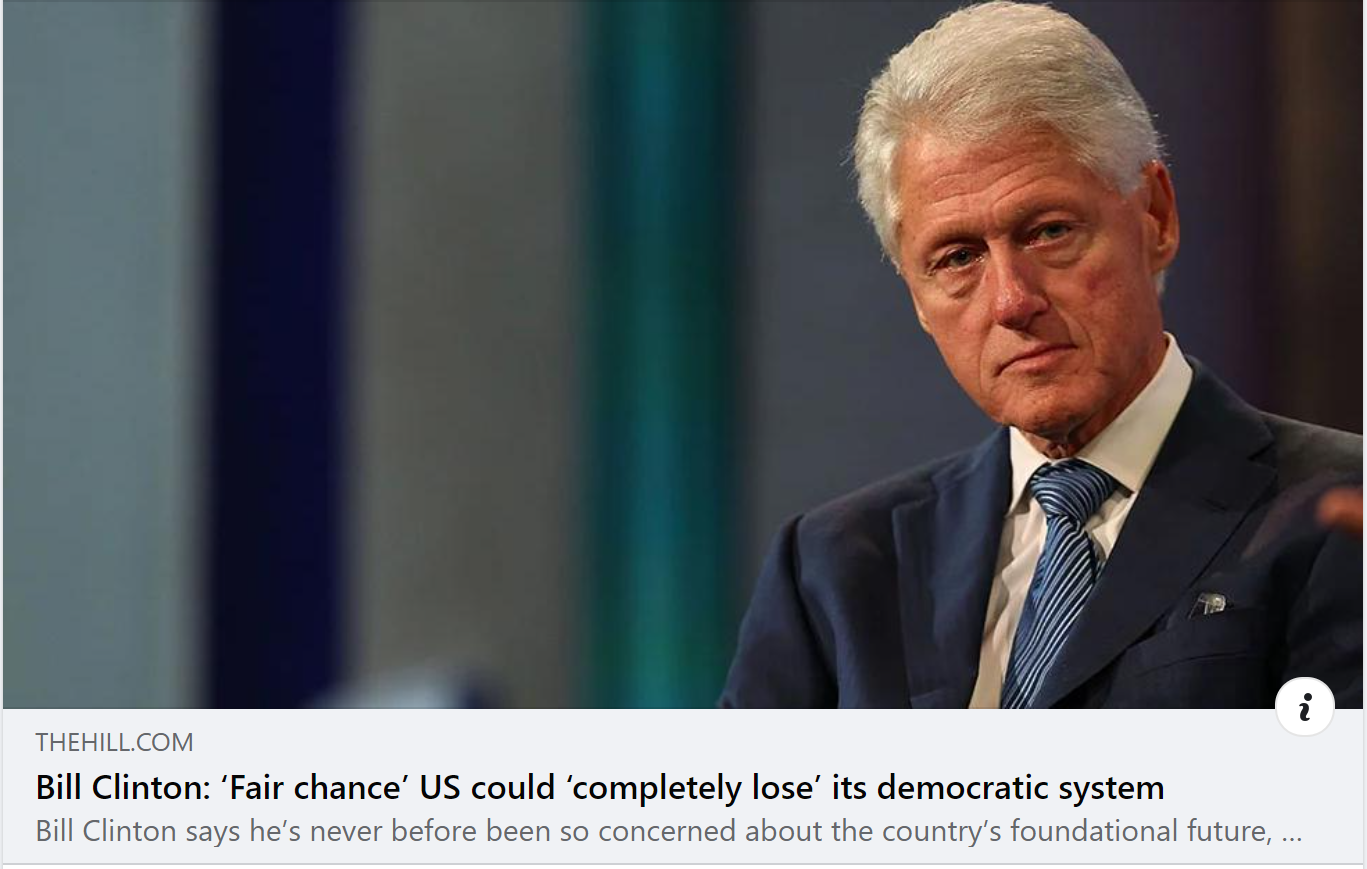 THEHILL.COM
Bill Clinton: ‘Fair chance’ US could ‘completely lose’ its democratic system
Bill Clinton says he’s never before been so concerned about the country’s foundational future, ...